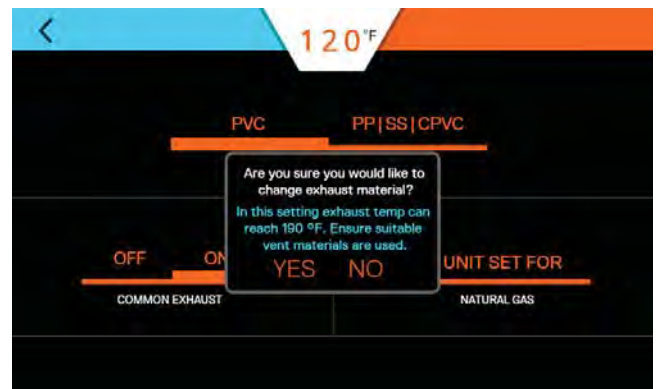 120°F
PVC PP|SS|CPVC
Are you sure you would like to
change exhaust material?
In this setting exhaust temp can
reach 190 ºF. Ensure suitable
vent materials are used.
YES NO
OFF ON UNIT SET FOR
COMMON EXHAUST NATURAL GAS